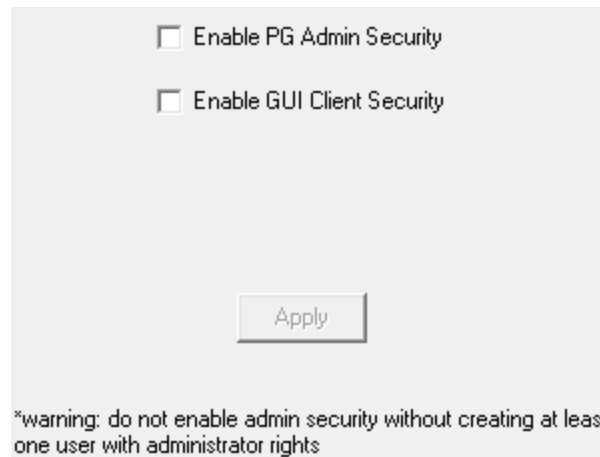 Enable PG Admin Security
Enable GUI Client Security
Apply
*warning: do not enable admin security without creating at leas
one user with administrator rights